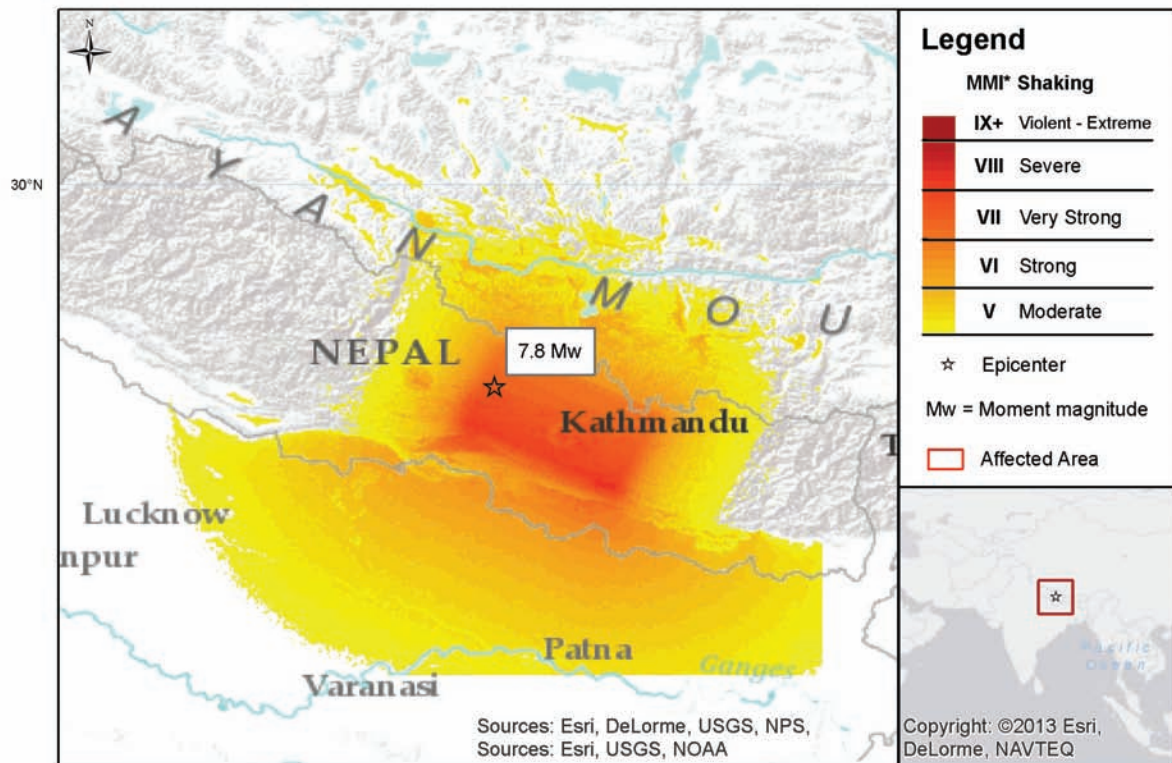 N
A Y A N M O U
30°N
7.8 Mw
NEPAL
Kathmandu
T
Lucknow
npur
Patna
Ganges
Varanasi
Sources: Esri, DeLorme, USGS, NPS,
Sources: Esri, USGS, NOAA
Legend
MMI* Shaking
IX+ Violent - Extreme
VIII Severe
VII Very Strong
VI Strong
V Moderate
Epicenter
Mw = Moment magnitude
Affected Area
Pacific
Ocean
Copyright: ©2013 Esri,
DeLorme, NAVTEQ